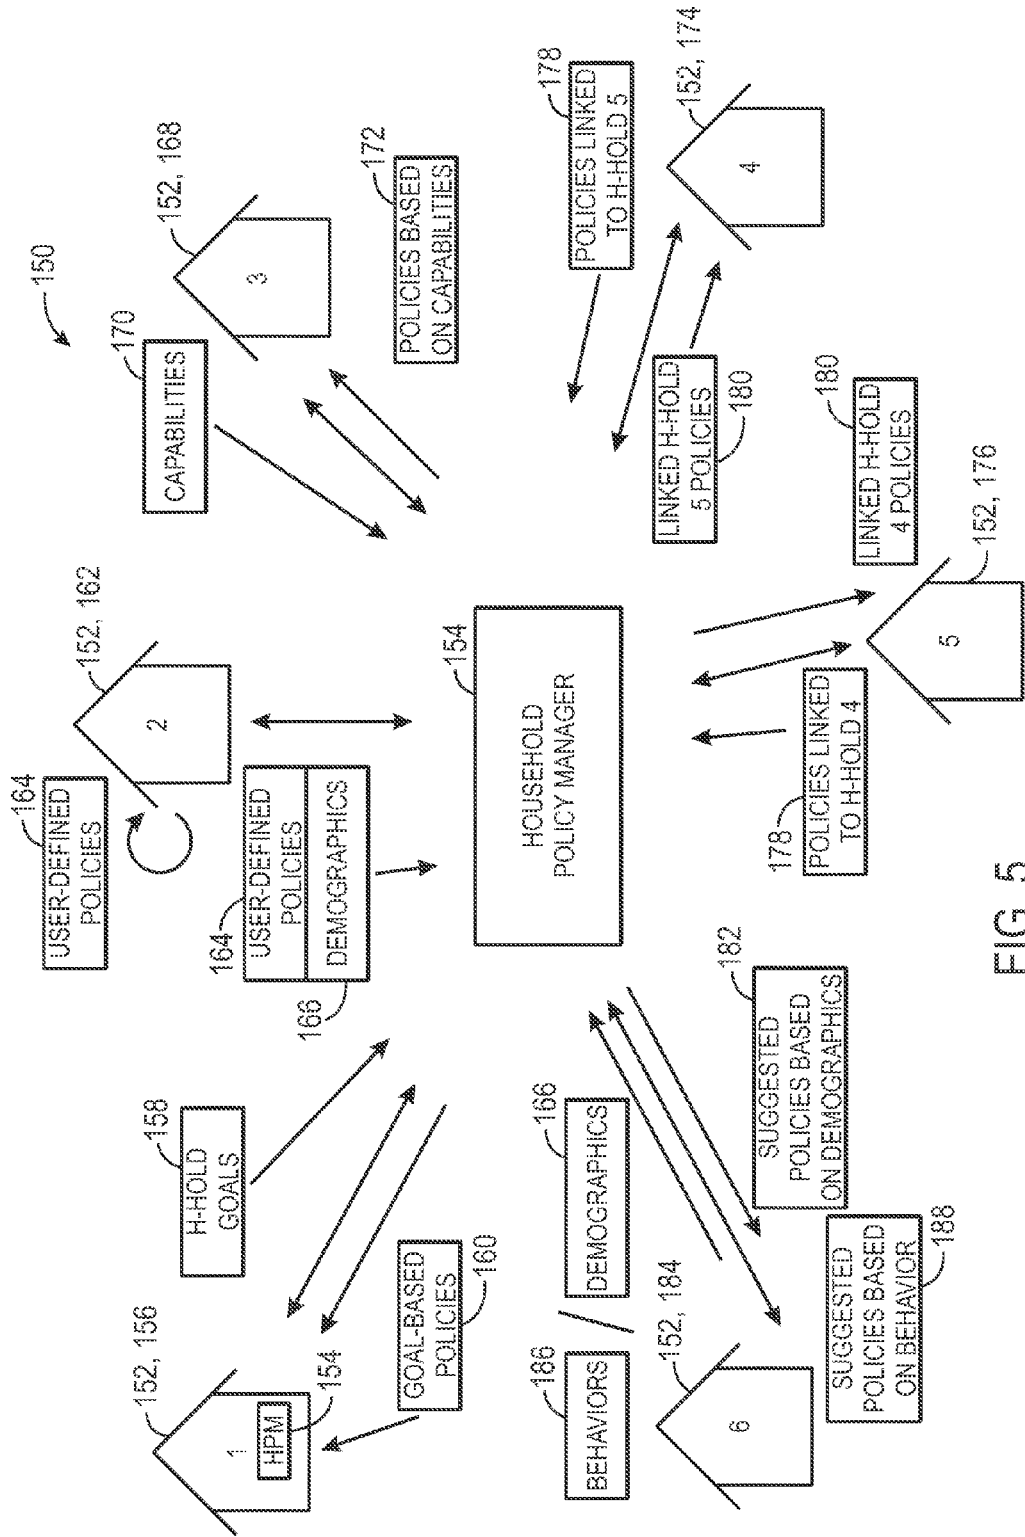 150
152, 156
1
HPM
154
H-HOLD
GOALS
158
GOAL-BASED
POLICIES
160
USER-DEFINED
POLICIES
164
2
152, 162
164
USER-DEFINED
POLICIES
DEMOGRAPHICS
166
CAPABILITIES
170
3
152, 168
POLICIES BASED
ON CAPABILITIES
172
HOUSEHOLD
POLICY MANAGER
154
POLICIES LINKED
TO H-HOLD 5
178
4
152, 174
LINKED H-HOLD
5 POLICIES
180
LINKED H-HOLD
4 POLICIES
180
5
152, 176
178
POLICIES LINKED
TO H-HOLD 4
BEHAVIORS
186
DEMOGRAPHICS
166
6
152, 184
SUGGESTED
POLICIES BASED
ON DEMOGRAPHICS
182
SUGGESTED
POLICIES BASED
ON BEHAVIOR
188
FIG. 5